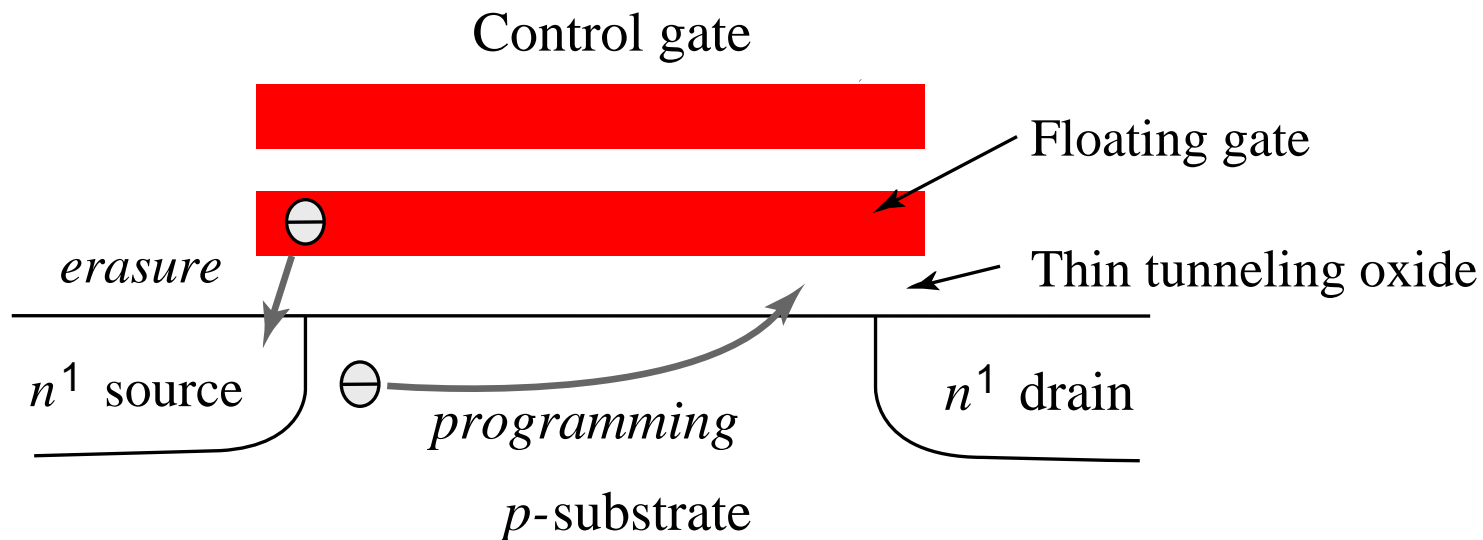 Control gate
Floating gate
erasure
Thin tunneling oxide
n¹ source
n¹ drain
programming
p-substrate